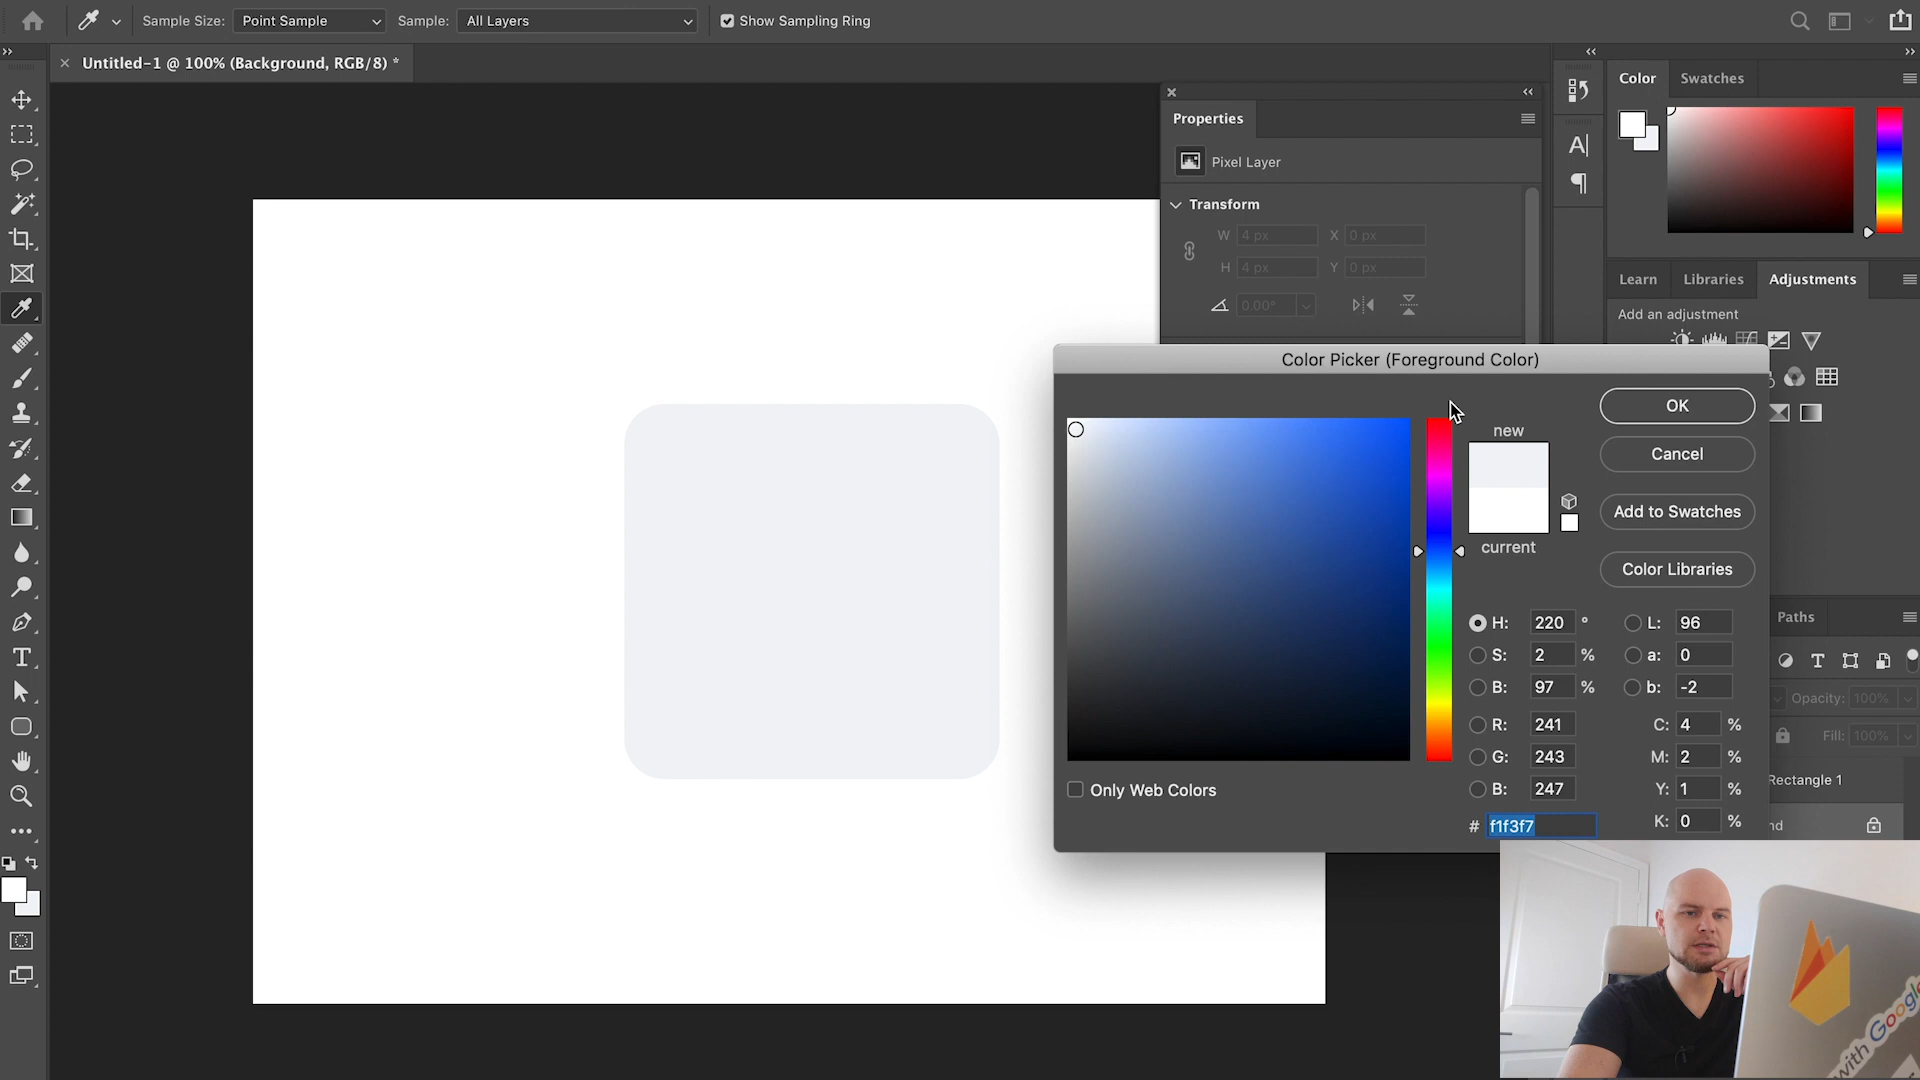 Sample Size: Point Sample Sample: All Layers Show Sampling Ring
Untitled-1 @ 100% (Background, RGB/8) *
Properties
Pixel Layer
Transform
W 4 px X 0 px
H 4 px Y 0 px
0.00°
Color Swatches
Learn Libraries Adjustments
Add an adjustment
Color Picker (Foreground Color)
new
current
OK
Cancel
Add to Swatches
Color Libraries
H: 220 ° L: 96
S: 2 % a: 0
B: 97 % b: -2
R: 241 C: 4 %
G: 243 M: 2 %
B: 247 Y: 1 %
# f1f3f7 K: 0 %
Only Web Colors
Paths
Opacity: 100%
Fill: 100%
Rectangle 1
nd
with Google